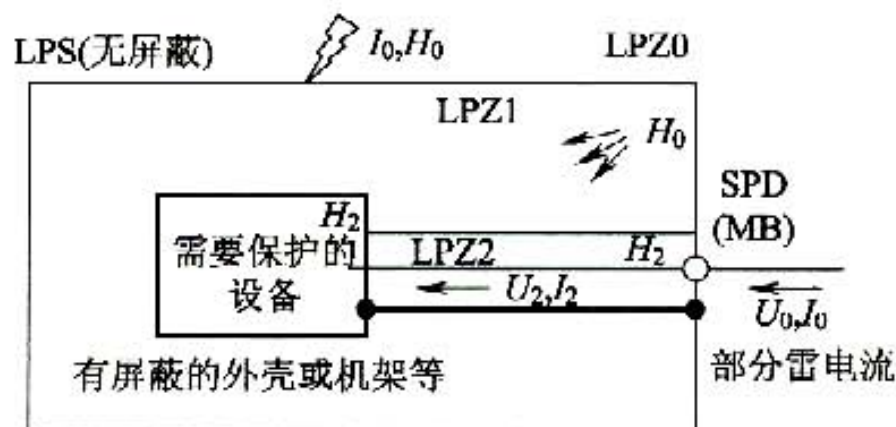 LPS(无屏蔽)
I₀,H₀
LPZ0
LPZ1
H₀
SPD
(MB)
H₂
需要保护的
设备
LPZ2
H₂
U₂,I₂
U₀,I₀
有屏蔽的外壳或机架等
部分雷电流